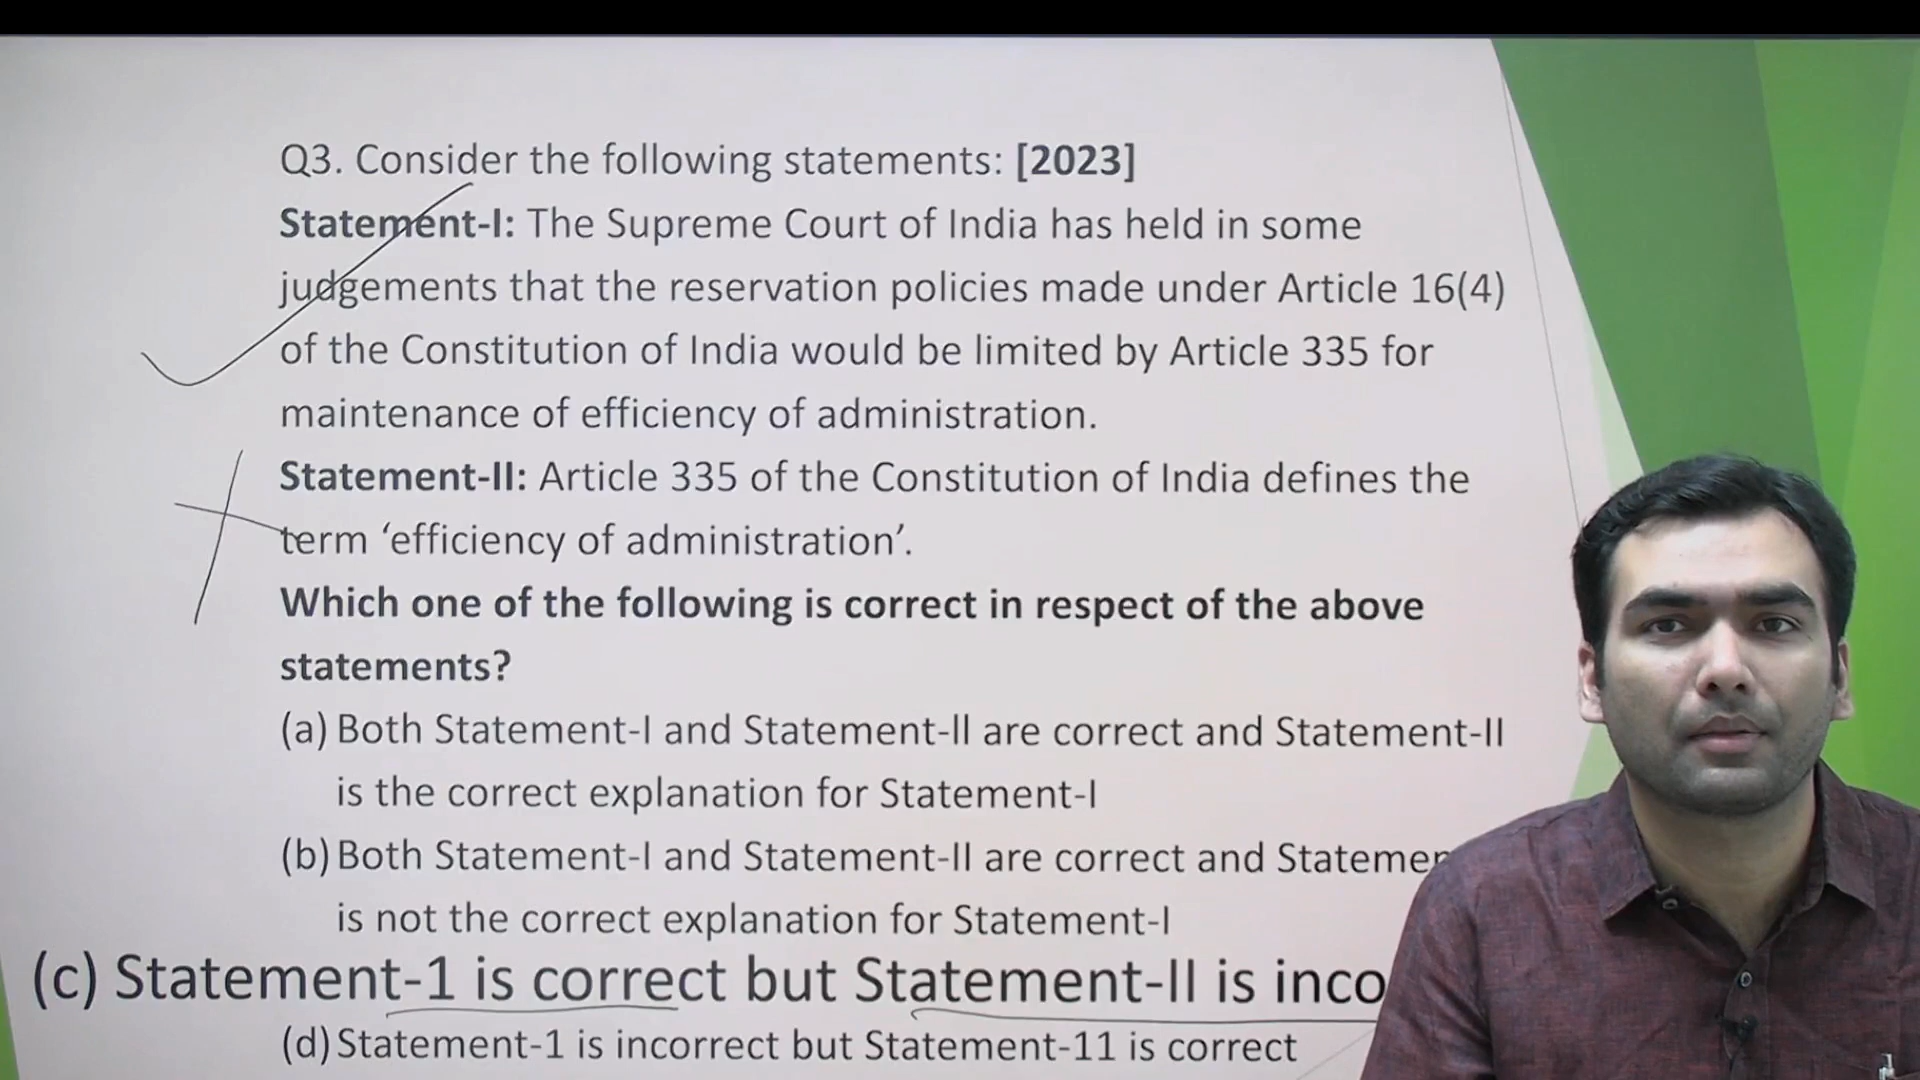 Q3. Consider the following statements: [2023]
Statement-I: The Supreme Court of India has held in some
judgements that the reservation policies made under Article 16(4)
of the Constitution of India would be limited by Article 335 for
maintenance of efficiency of administration.
Statement-II: Article 335 of the Constitution of India defines the
term ‘efficiency of administration’.
Which one of the following is correct in respect of the above
statements?
(a) Both Statement-I and Statement-II are correct and Statement-II
is the correct explanation for Statement-I
(b) Both Statement-I and Statement-II are correct and
is not the correct explanation for Statement-I
(c) Statement-1 is correct but Statement-II is
(d) Statement-1 is incorrect but Statement-11 is correct